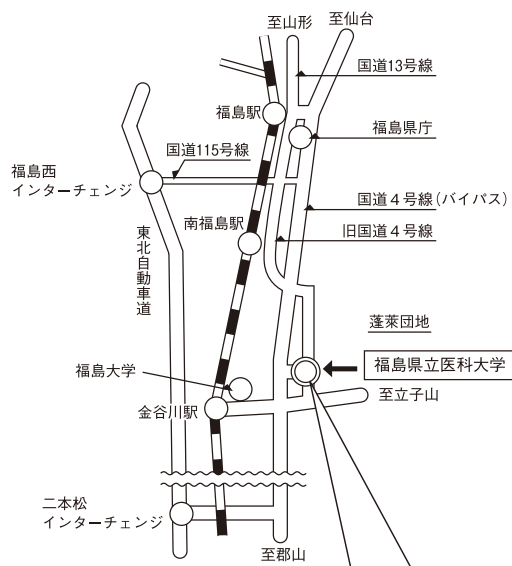 至山形
至仙台
国道13号線
福島駅
福島県庁
国道115号線
福島西
インターチェンジ
国道４号線（バイパス）
南福島駅
旧国道４号線
東北自動車道
蓬萊団地
福島県立医科大学
福島大学
至立子山
金谷川駅
二本松
インターチェンジ
至郡山